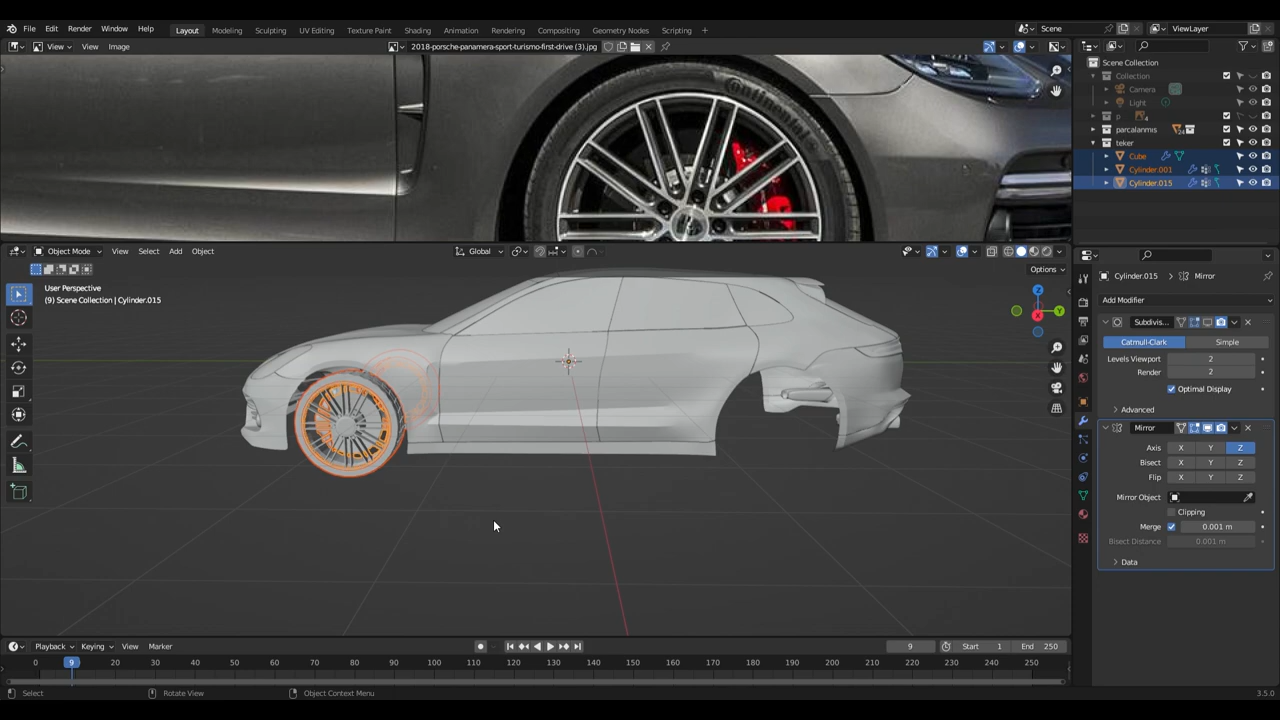 File Edit Render Window Help Layout Modeling Sculpting UV Editing Texture Paint Shading Animation Rendering Compositing Geometry Nodes Scripting + Scene ViewLayer
View View Image 2018-porsche-panamera-sport-turismo-first-drive (3).jpg
Scene Collection
Collection
Camera
Light
p 4
parcalanmis 24
teker
Cube
Cylinder.001
Cylinder.015
Continental
Continental
Object Mode View Select Add Object Global
Options
User Perspective
(9) Scene Collection | Cylinder.015
Z
Y
X
Cylinder.015 Mirror
Add Modifier
Subdivis...
Catmull-Clark Simple
Levels Viewport 2
Render 2
Optimal Display
Advanced
Mirror
Axis X Y Z
Bisect X Y Z
Flip X Y Z
Mirror Object
Clipping
Merge 0.001 m
Bisect Distance 0.001 m
Data
Playback Keying View Marker 9 Start 1 End 250
0 9 20 30 40 50 60 70 80 90 100 110 120 130 140 150 160 170 180 190 200 210 220 230 240 250
Select Rotate View Object Context Menu 3.5.0